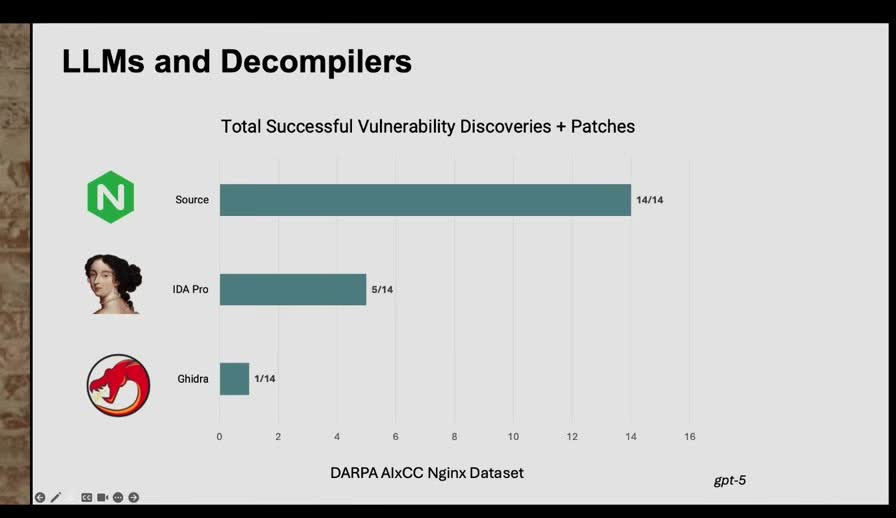 LLMs and Decompilers
Total Successful Vulnerability Discoveries + Patches
N
Source
14/14
IDA Pro
5/14
Ghidra
1/14
0 2 4 6 8 10 12 14 16
DARPA AIxCC Nginx Dataset
gpt-5
CC